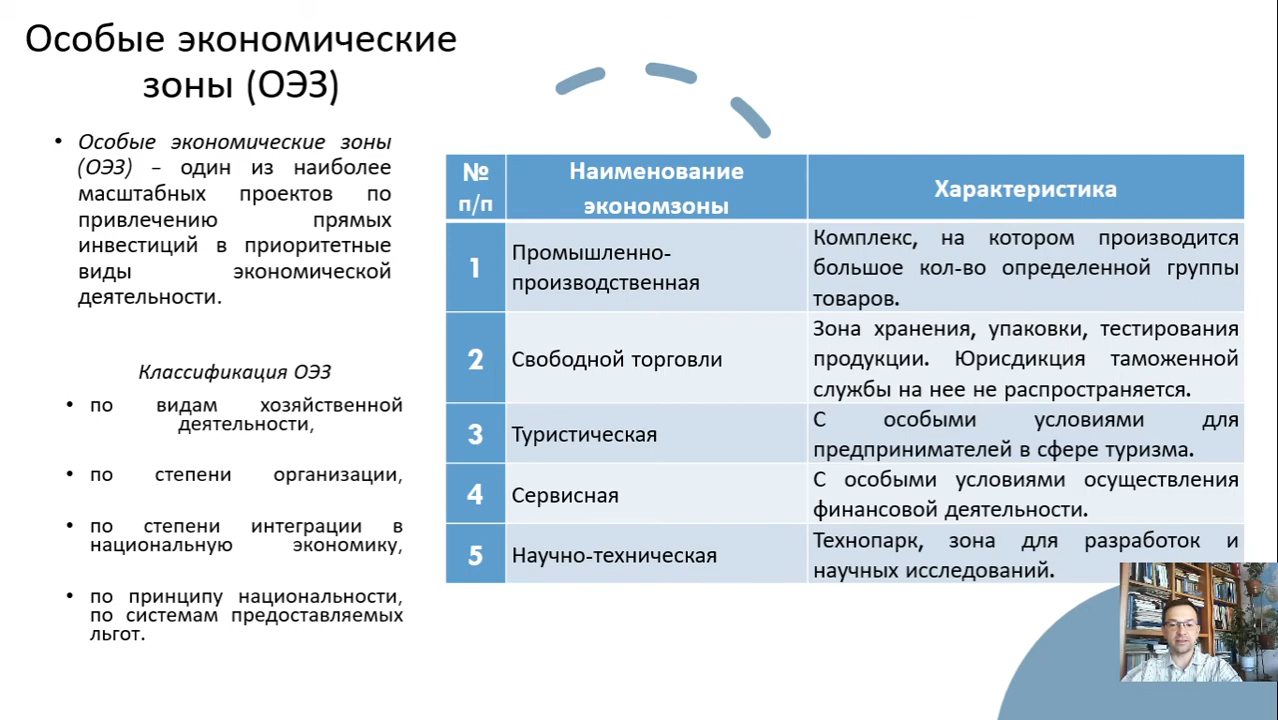 Особые экономические
зоны (ОЭЗ)
• Особые экономические зоны
(ОЭЗ) – один из наиболее
масштабных проектов по
привлечению прямых
инвестиций в приоритетные
виды экономической
деятельности.
Классификация ОЭЗ
• по видам хозяйственной
деятельности,
• по степени организации,
• по степени интеграции в
национальную экономику,
• по принципу национальности,
по системам предоставляемых
льгот.
№
п/п
Наименование
экономзоны
Характеристика
1
Промышленно-
производственная
Комплекс, на котором производится
большое кол-во определенной группы
товаров.
2
Свободной торговли
Зона хранения, упаковки, тестирования
продукции. Юрисдикция таможенной
службы на нее не распространяется.
3
Туристическая
С особыми условиями для
предпринимателей в сфере туризма.
4
Сервисная
С особыми условиями осуществления
финансовой деятельности.
5
Научно-техническая
Технопарк, зона для разработок и
научных исследований.